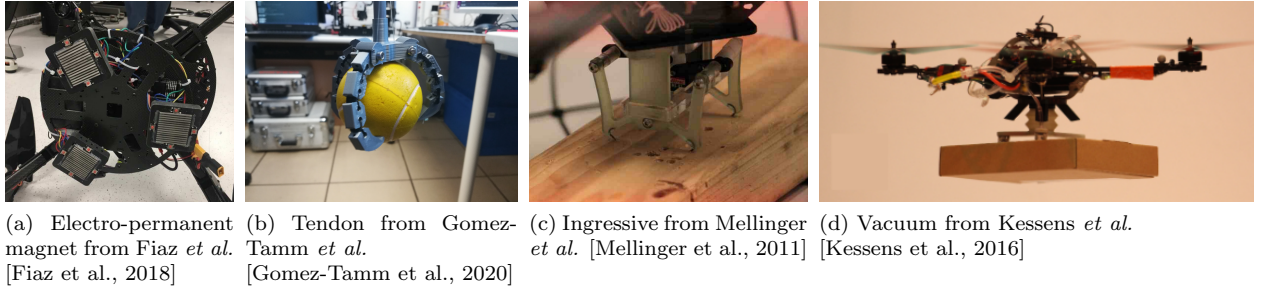 (a) Electro-permanent
magnet from Fiaz et al.
[Fiaz et al., 2018]
(b) Tendon from Gomez-
Tamm et al.
[Gomez-Tamm et al., 2020]
(c) Ingressive from Mellinger
et al. [Mellinger et al., 2011]
(d) Vacuum from Kessens et al.
[Kessens et al., 2016]